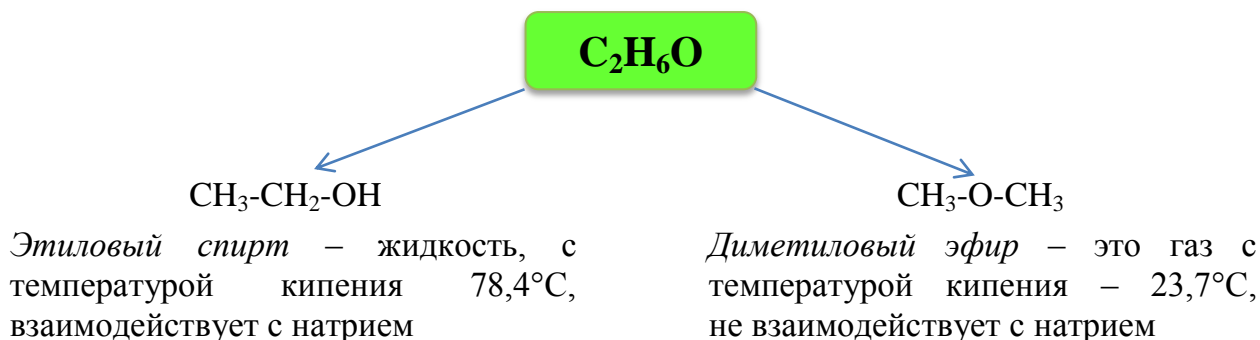 C₂H₆O
CH₃-CH₂-OH
Этиловый спирт – жидкость, с
температурой кипения 78,4°С,
взаимодействует с натрием
CH₃-O-CH₃
Диметиловый эфир – это газ с
температурой кипения – 23,7°С,
не взаимодействует с натрием